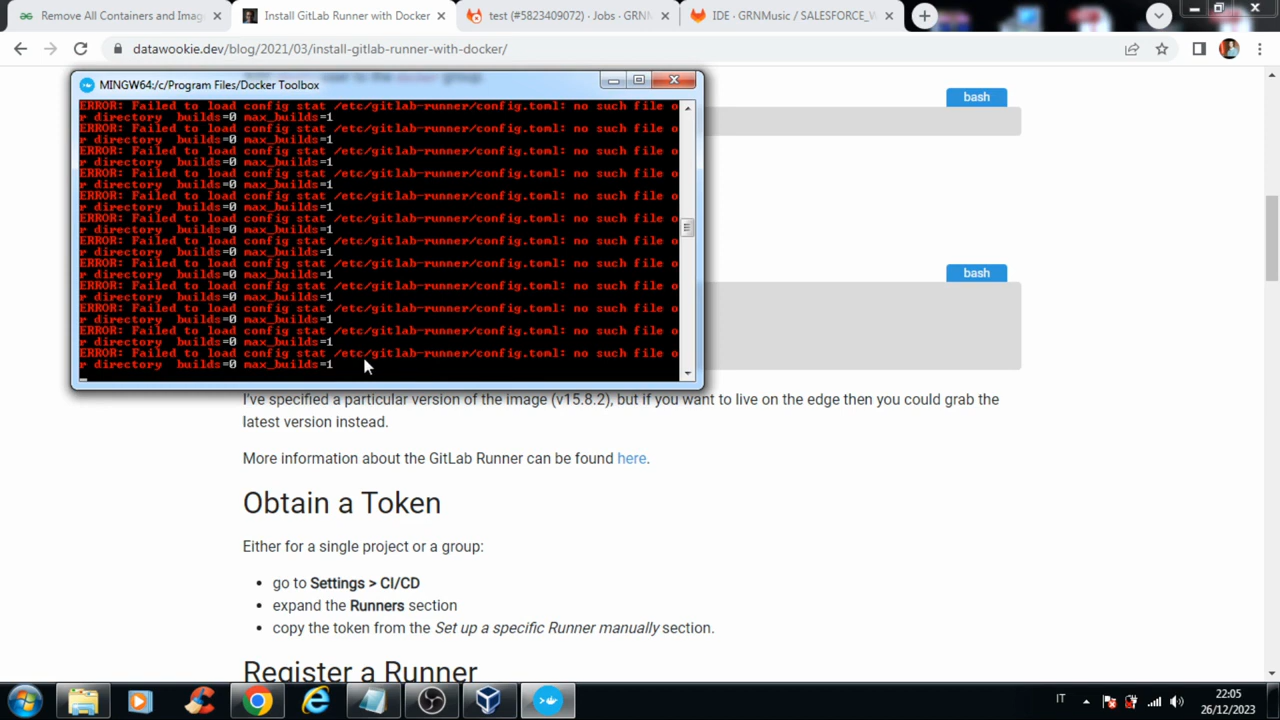 Remove All Containers and Imag
Install GitLab Runner with Docker
test (#5823409072) · Jobs · GRNM
IDE · GRNMusic / SALESFORCE_W
datawookie.dev/blog/2021/03/install-gitlab-runner-with-docker/
MINGW64:/c/Program Files/Docker Toolbox
ERROR: Failed to load config stat /etc/gitlab-runner/config.toml: no such file o
r directory  builds=0 max_builds=1
ERROR: Failed to load config stat /etc/gitlab-runner/config.toml: no such file o
r directory  builds=0 max_builds=1
ERROR: Failed to load config stat /etc/gitlab-runner/config.toml: no such file o
r directory  builds=0 max_builds=1
ERROR: Failed to load config stat /etc/gitlab-runner/config.toml: no such file o
r directory  builds=0 max_builds=1
ERROR: Failed to load config stat /etc/gitlab-runner/config.toml: no such file o
r directory  builds=0 max_builds=1
ERROR: Failed to load config stat /etc/gitlab-runner/config.toml: no such file o
r directory  builds=0 max_builds=1
ERROR: Failed to load config stat /etc/gitlab-runner/config.toml: no such file o
r directory  builds=0 max_builds=1
ERROR: Failed to load config stat /etc/gitlab-runner/config.toml: no such file o
r directory  builds=0 max_builds=1
ERROR: Failed to load config stat /etc/gitlab-runner/config.toml: no such file o
r directory  builds=0 max_builds=1
ERROR: Failed to load config stat /etc/gitlab-runner/config.toml: no such file o
r directory  builds=0 max_builds=1
ERROR: Failed to load config stat /etc/gitlab-runner/config.toml: no such file o
r directory  builds=0 max_builds=1
ERROR: Failed to load config stat /etc/gitlab-runner/config.toml: no such file o
r directory  builds=0 max_builds=1
bash
bash
I've specified a particular version of the image (v15.8.2), but if you want to live on the edge then you could grab the
latest version instead.
More information about the GitLab Runner can be found here.
Obtain a Token
Either for a single project or a group:
• go to Settings > CI/CD
• expand the Runners section
• copy the token from the Set up a specific Runner manually section.
Register a Runner
IT
22:05
26/12/2023